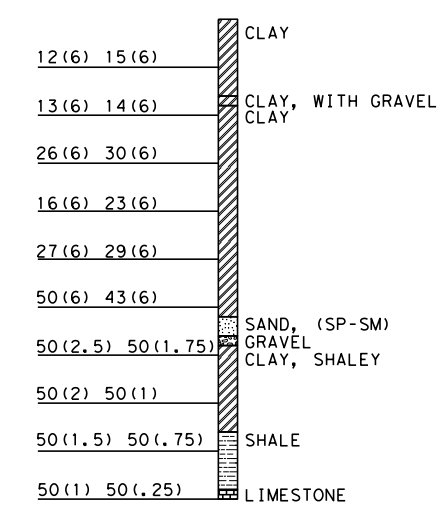 CLAY
12(6) 15(6)
CLAY, WITH GRAVEL
13(6) 14(6)
CLAY
26(6) 30(6)
16(6) 23(6)
27(6) 29(6)
50(6) 43(6)
SAND, (SP-SM)
GRAVEL
50(2.5) 50(1.75)
CLAY, SHALEY
50(2) 50(1)
50(1.5) 50(.75)
SHALE
50(1) 50(.25)
LIMESTONE